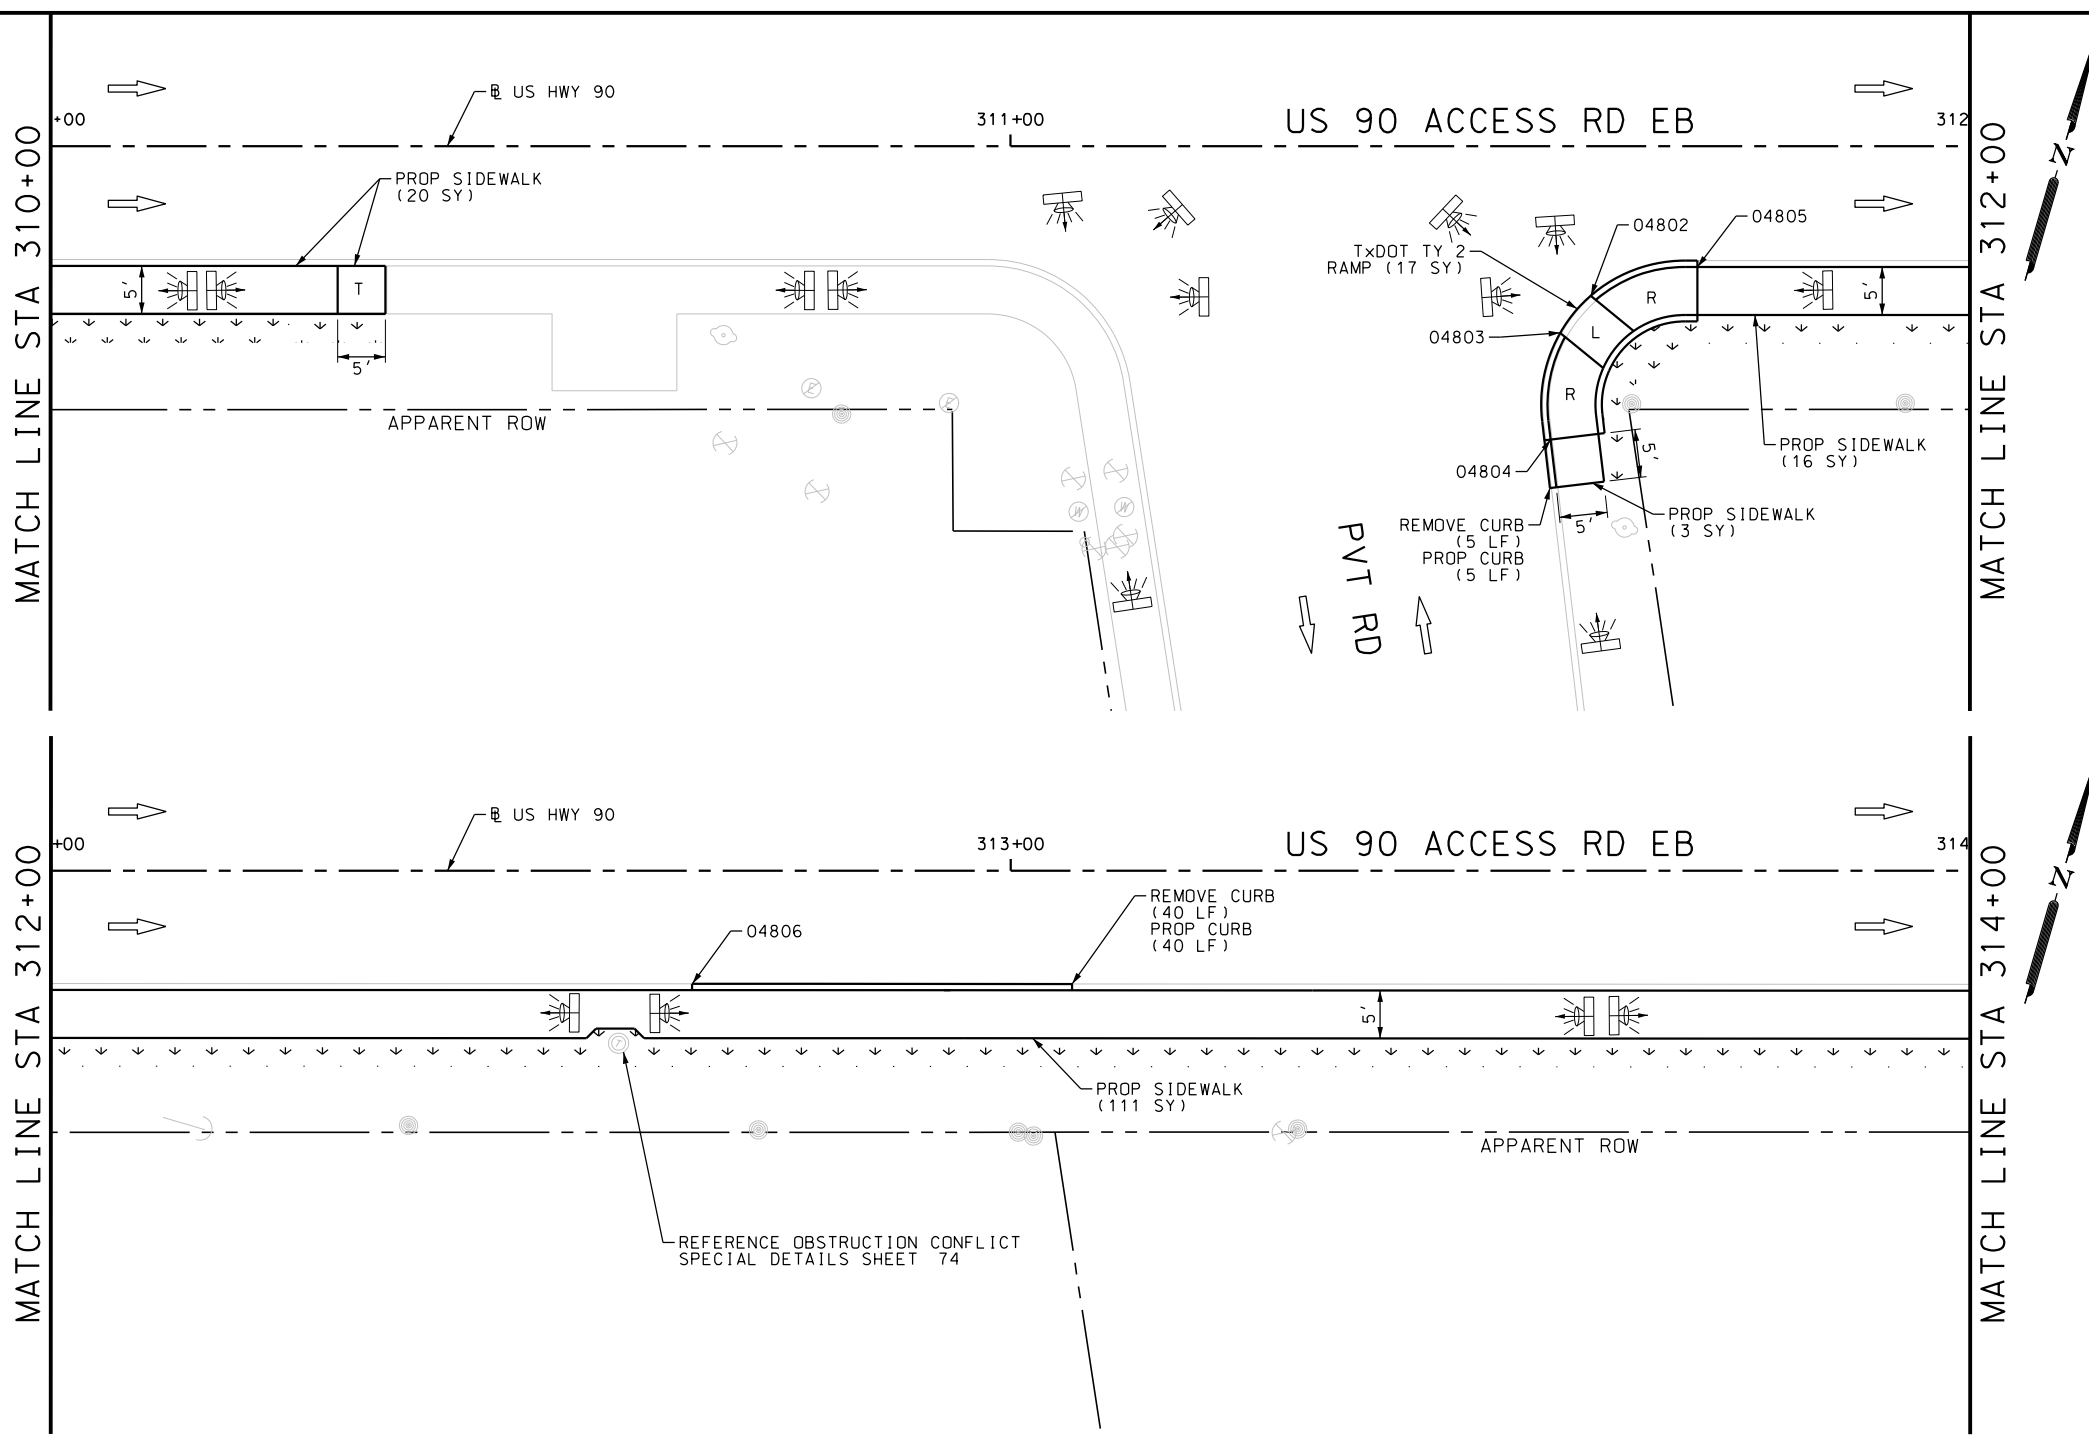 MATCH LINE STA 310+00
+00
℄ US HWY 90
311+00
US 90 ACCESS RD EB
312
MATCH LINE STA 312+00
N
PROP SIDEWALK
(20 SY)
5'
T
5'
APPARENT ROW
04802
04805
TxDOT TY 2
RAMP (17 SY)
R
L
R
04803
04804
5'
5'
5'
REMOVE CURB
(5 LF)
PROP CURB
(5 LF)
PROP SIDEWALK
(16 SY)
PROP SIDEWALK
(3 SY)
PVT RD
E
E
W
W
MATCH LINE STA 312+00
+00
℄ US HWY 90
313+00
US 90 ACCESS RD EB
314
MATCH LINE STA 314+00
N
04806
REMOVE CURB
(40 LF)
PROP CURB
(40 LF)
5'
T
PROP SIDEWALK
(111 SY)
APPARENT ROW
REFERENCE OBSTRUCTION CONFLICT
SPECIAL DETAILS SHEET 74